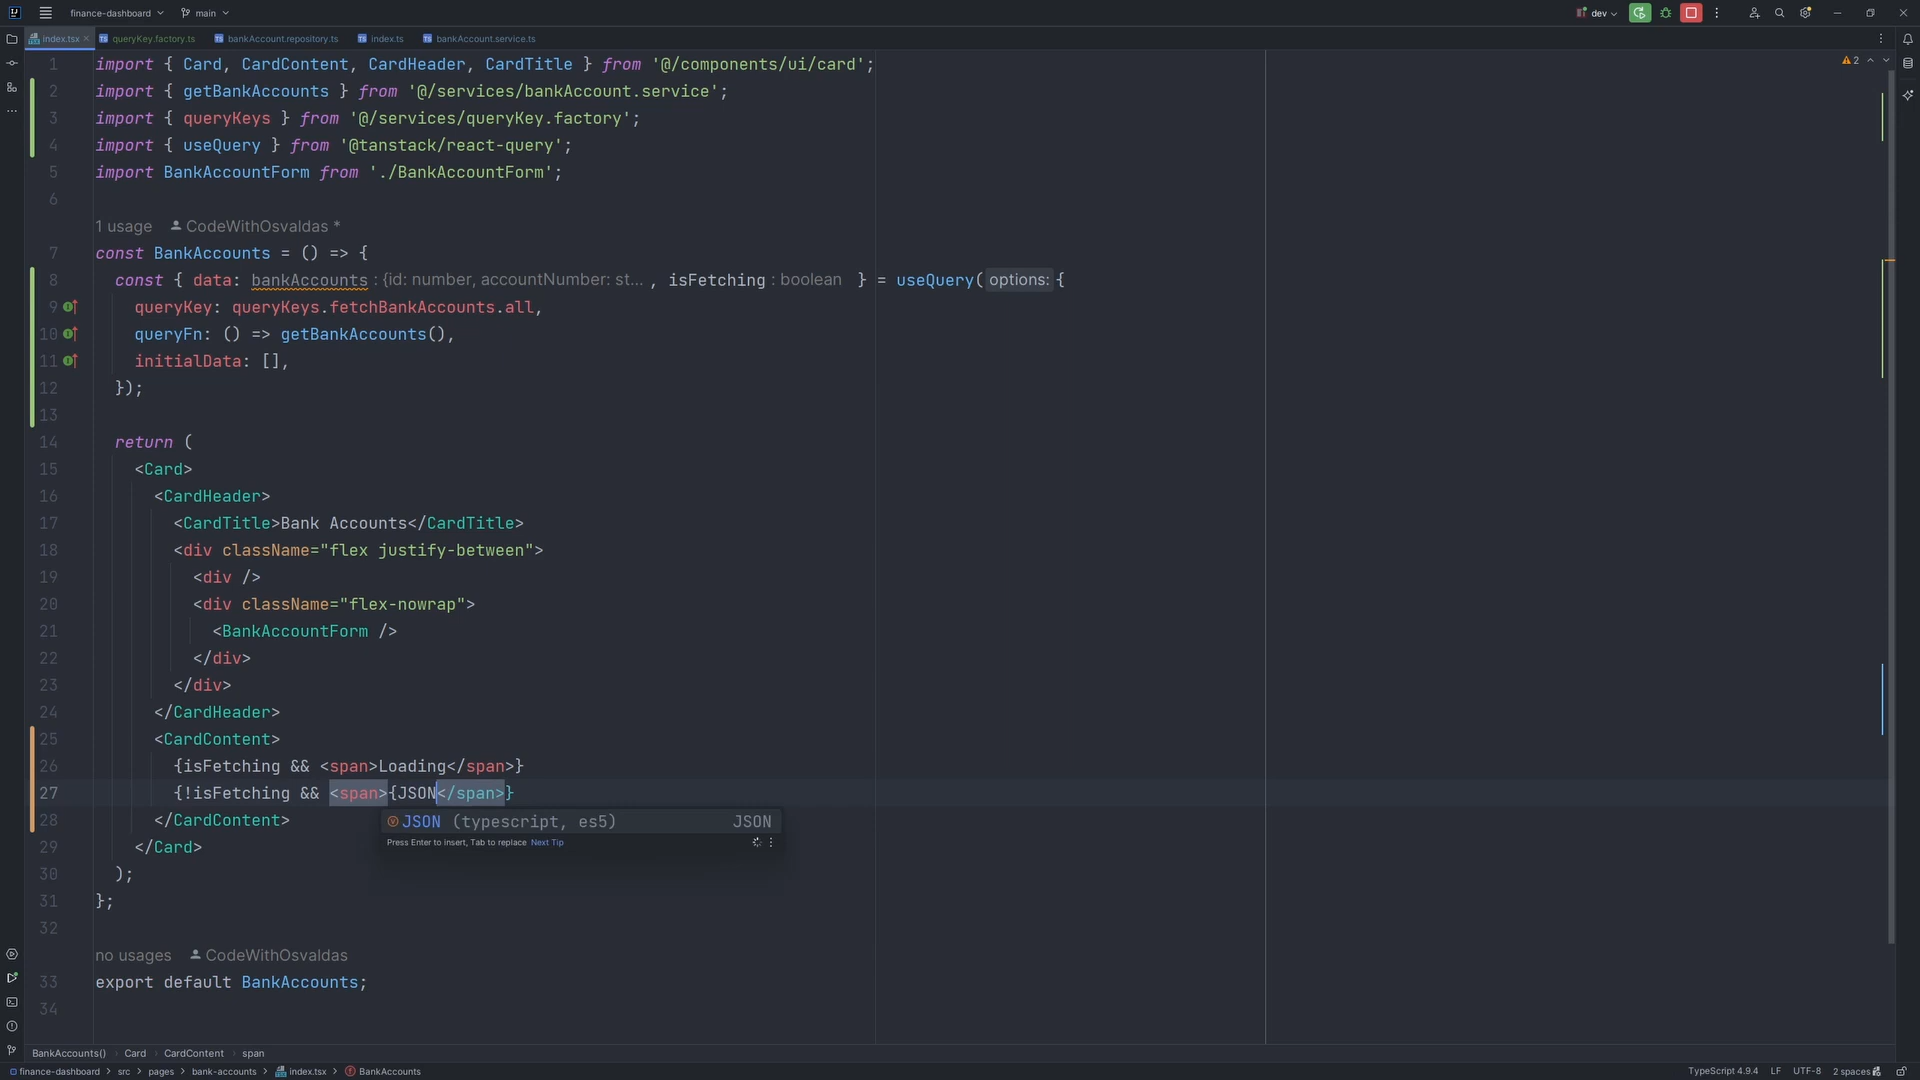 finance-dashboard main dev
index.tsx queryKey.factory.ts bankAccount.repository.ts index.ts bankAccount.service.ts
1 import { Card, CardContent, CardHeader, CardTitle } from '@/components/ui/card'; 2
2 import { getBankAccounts } from '@/services/bankAccount.service';
3 import { queryKeys } from '@/services/queryKey.factory';
4 import { useQuery } from '@tanstack/react-query';
5 import BankAccountForm from './BankAccountForm';
6
1 usage CodeWithOsvaldas *
7 const BankAccounts = () => {
8 const { data: bankAccounts : {id: number, accountNumber: st... , isFetching : boolean } = useQuery( options: {
9 queryKey: queryKeys.fetchBankAccounts.all,
10 queryFn: () => getBankAccounts(),
11 initialData: [],
12 });
13
14 return (
15 <Card>
16 <CardHeader>
17 <CardTitle>Bank Accounts</CardTitle>
18 <div className="flex justify-between">
19 <div />
20 <div className="flex-nowrap">
21 <BankAccountForm />
22 </div>
23 </div>
24 </CardHeader>
25 <CardContent>
26 {isFetching && <span>Loading</span>}
27 {!isFetching && <span>{JSON</span>}
28 </CardContent>
JSON (typescript, es5) JSON
Press Enter to insert, Tab to replace Next Tip
29 </Card>
30 );
31 };
32
no usages CodeWithOsvaldas
33 export default BankAccounts;
34
BankAccounts() › Card › CardContent › span
finance-dashboard › src › pages › bank-accounts › index.tsx › BankAccounts TypeScript 4.9.4 LF UTF-8 2 spaces